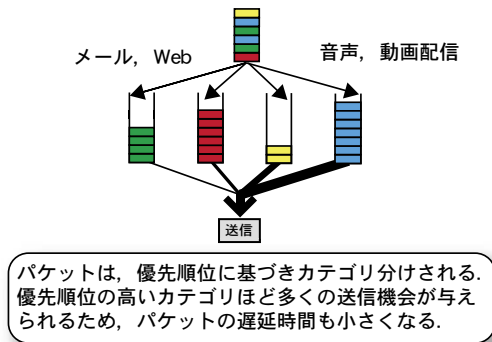 メール，Web
音声，動画配信
送信
パケットは，優先順位に基づきカテゴリ分けされる．
優先順位の高いカテゴリほど多くの送信機会が与え
られるため，パケットの遅延時間も小さくなる．